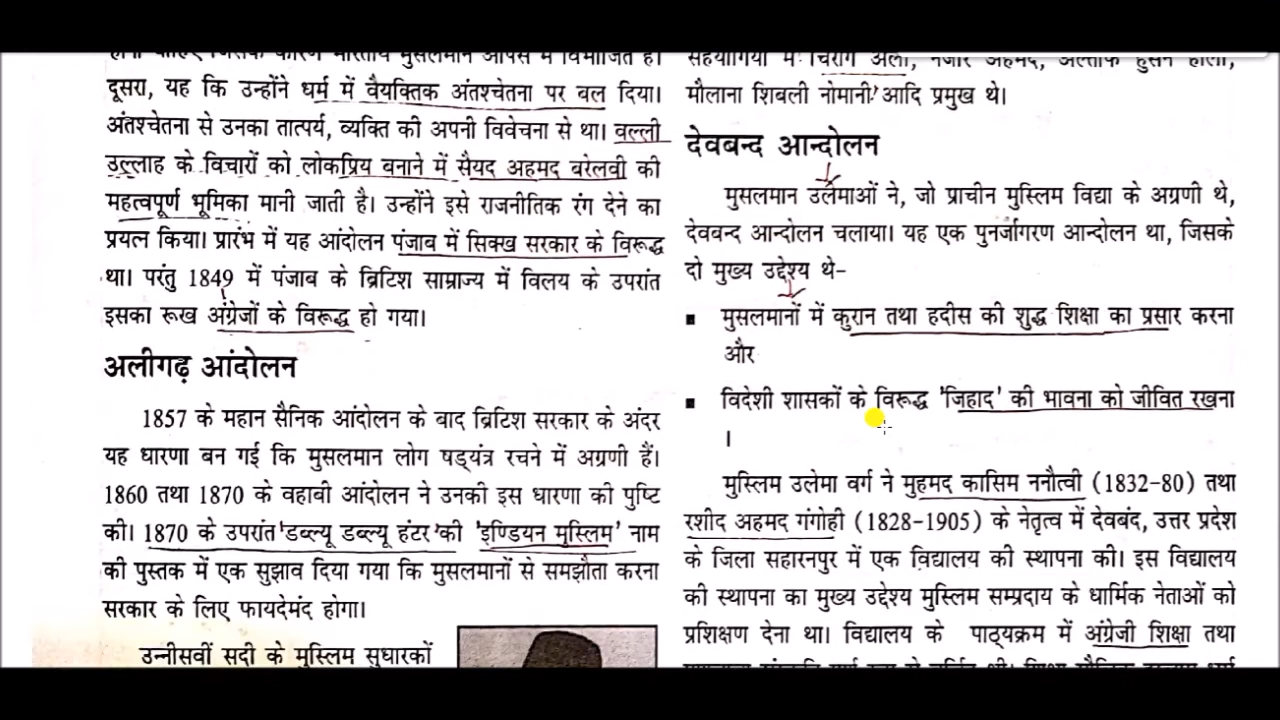 दूसरा, यह कि उन्होंने धर्म में वैयक्तिक अंतश्चेतना पर बल दिया।
अंतश्चेतना से उनका तात्पर्य, व्यक्ति की अपनी विवेचना से था। वल्ली
उल्लाह के विचारों को लोकप्रिय बनाने में सैयद अहमद बरेलवी की
महत्वपूर्ण भूमिका मानी जाती है। उन्होंने इसे राजनीतिक रंग देने का
प्रयत्न किया। प्रारंभ में यह आंदोलन पंजाब में सिक्ख सरकार के विरूद्ध
था। परंतु 1849 में पंजाब के ब्रिटिश साम्राज्य में विलय के उपरांत
इसका रूख अंग्रेजों के विरूद्ध हो गया।
अलीगढ़ आंदोलन
1857 के महान सैनिक आंदोलन के बाद ब्रिटिश सरकार के अंदर
यह धारणा बन गई कि मुसलमान लोग षड्यंत्र रचने में अग्रणी हैं।
1860 तथा 1870 के वहाबी आंदोलन ने उनकी इस धारणा की पुष्टि
की। 1870 के उपरांत 'डब्ल्यू डब्ल्यू हंटर 'की 'इण्डियन मुस्लिम' नाम
की पुस्तक में एक सुझाव दिया गया कि मुसलमानों से समझौता करना
सरकार के लिए फायदेमंद होगा।
उन्नीसवीं सदी के मुस्लिम सुधारकों
सहयोगियों में चिराग अली, नजीर अहमद, अल्ताफ हुसैन हाली,
मौलाना शिबली नोमानी' आदि प्रमुख थे।
देवबन्द आन्दोलन
मुसलमान उलेमाओं ने, जो प्राचीन मुस्लिम विद्या के अग्रणी थे,
देवबन्द आन्दोलन चलाया। यह एक पुनर्जागरण आन्दोलन था, जिसके
दो मुख्य उद्देश्य थे-
▪ मुसलमानों में कुरान तथा हदीस की शुद्ध शिक्षा का प्रसार करना
और
▪ विदेशी शासकों के विरूद्ध 'जिहाद' की भावना को जीवित रखना
।
मुस्लिम उलेमा वर्ग ने मुहमद कासिम ननौत्वी (1832-80) तथा
रशीद अहमद गंगोही (1828-1905) के नेतृत्व में देवबंद, उत्तर प्रदेश
के जिला सहारनपुर में एक विद्यालय की स्थापना की। इस विद्यालय
की स्थापना का मुख्य उद्देश्य मुस्लिम सम्प्रदाय के धार्मिक नेताओं को
प्रशिक्षण देना था। विद्यालय के पाठ्यक्रम में अंग्रेजी शिक्षा तथा